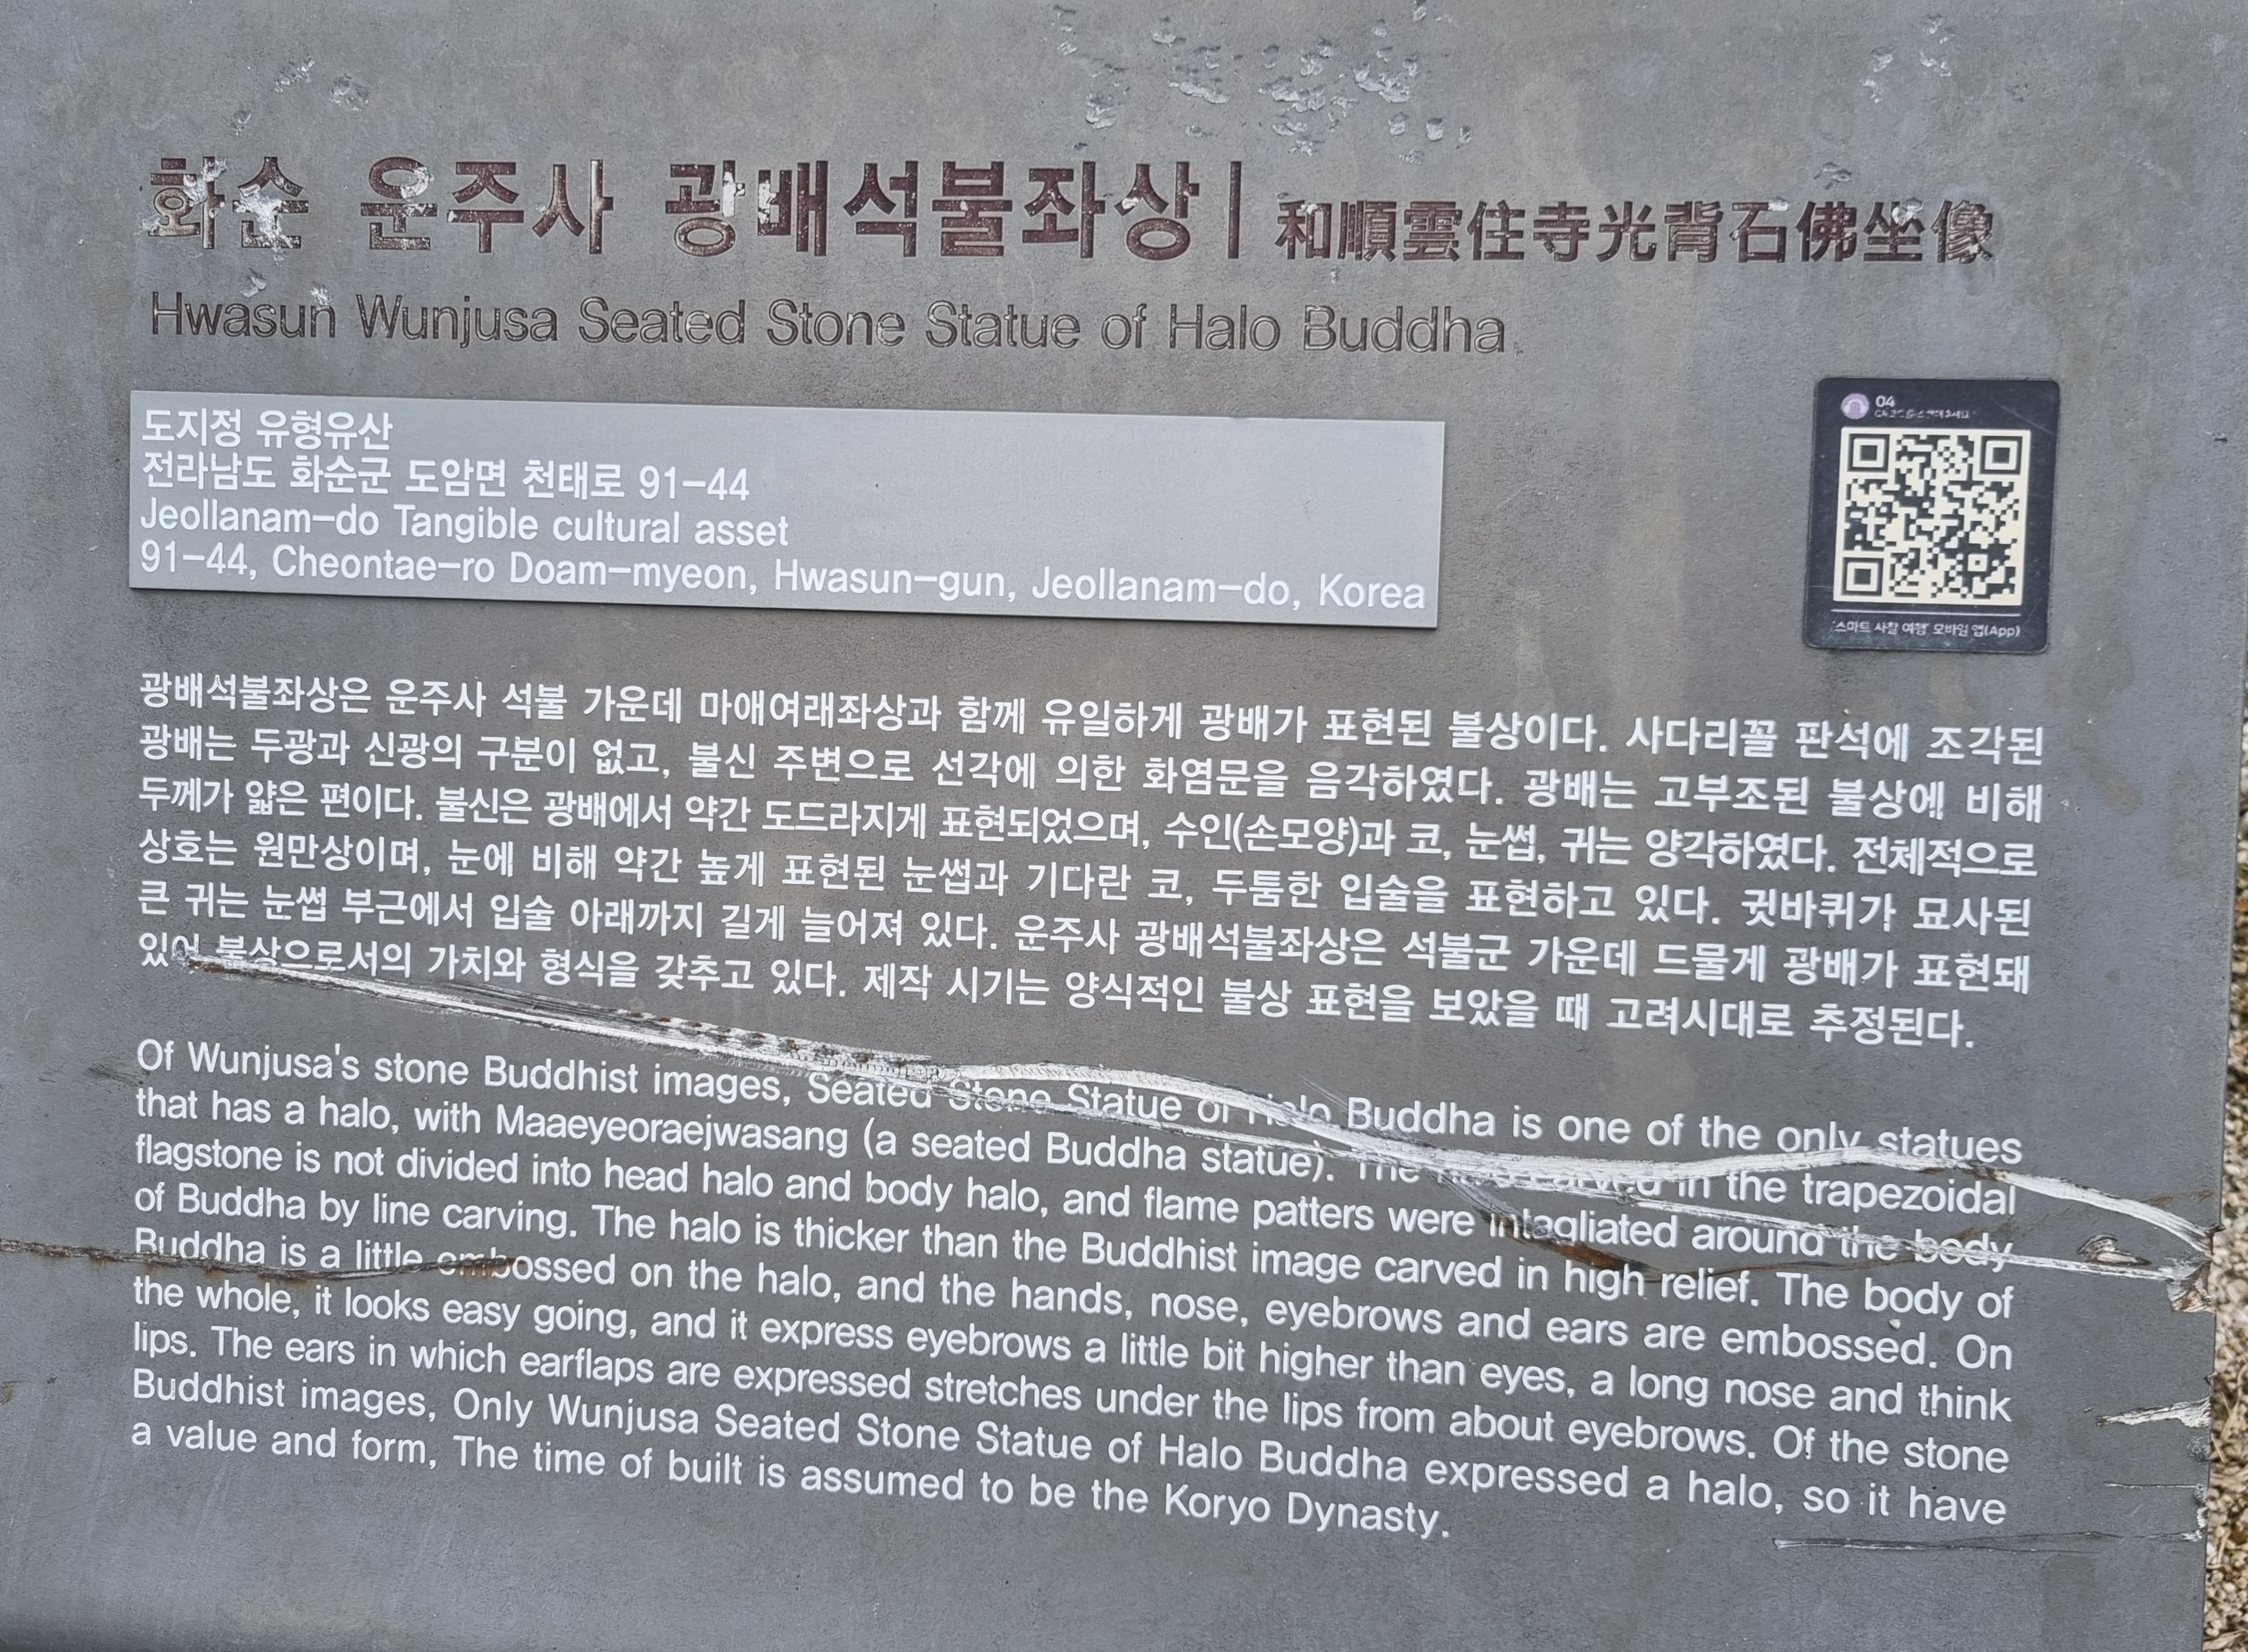 화순 운주사 광배석불좌상 | 和順雲住寺光背石佛坐像
Hwasun Wunjusa Seated Stone Statue of Halo Buddha
도지정 유형유산
전라남도 화순군 도암면 천태로 91-44
Jeollanam-do Tangible cultural asset
91-44, Cheontae-ro Doam-myeon, Hwasun-gun, Jeollanam-do, Korea
04
'스마트 사찰 여행' 모바일 앱(App)
광배석불좌상은 운주사 석불 가운데 마애여래좌상과 함께 유일하게 광배가 표현된 불상이다. 사다리꼴 판석에 조각된
광배는 두광과 신광의 구분이 없고, 불신 주변으로 선각에 의한 화염문을 음각하였다. 광배는 고부조된 불상에 비해
두께가 얇은 편이다. 불신은 광배에서 약간 도드라지게 표현되었으며, 수인(손모양)과 코, 눈썹, 귀는 양각하였다. 전체적으로
상호는 원만상이며, 눈에 비해 약간 높게 표현된 눈썹과 기다란 코, 두툼한 입술을 표현하고 있다. 귓바퀴가 묘사된
큰 귀는 눈썹 부근에서 입술 아래까지 길게 늘어져 있다. 운주사 광배석불좌상은 석불군 가운데 드물게 광배가 표현돼
있어 불상으로서의 가치와 형식을 갖추고 있다. 제작 시기는 양식적인 불상 표현을 보았을 때 고려시대로 추정된다.
Of Wunjusa's stone Buddhist images, Seated Stone Statue of Halo Buddha is one of the only statues
that has a halo, with Maaeyeoraejwasang (a seated Buddha statue). The halo carved in the trapezoidal
flagstone is not divided into head halo and body halo, and flame patters were intagliated around the body
of Buddha by line carving. The halo is thicker than the Buddhist image carved in high relief. The body of
Buddha is a little embossed on the halo, and the hands, nose, eyebrows and ears are embossed. On
the whole, it looks easy going, and it express eyebrows a little bit higher than eyes, a long nose and think
lips. The ears in which earflaps are expressed stretches under the lips from about eyebrows. Of the stone
Buddhist images, Only Wunjusa Seated Stone Statue of Halo Buddha expressed a halo, so it have
a value and form, The time of built is assumed to be the Koryo Dynasty.